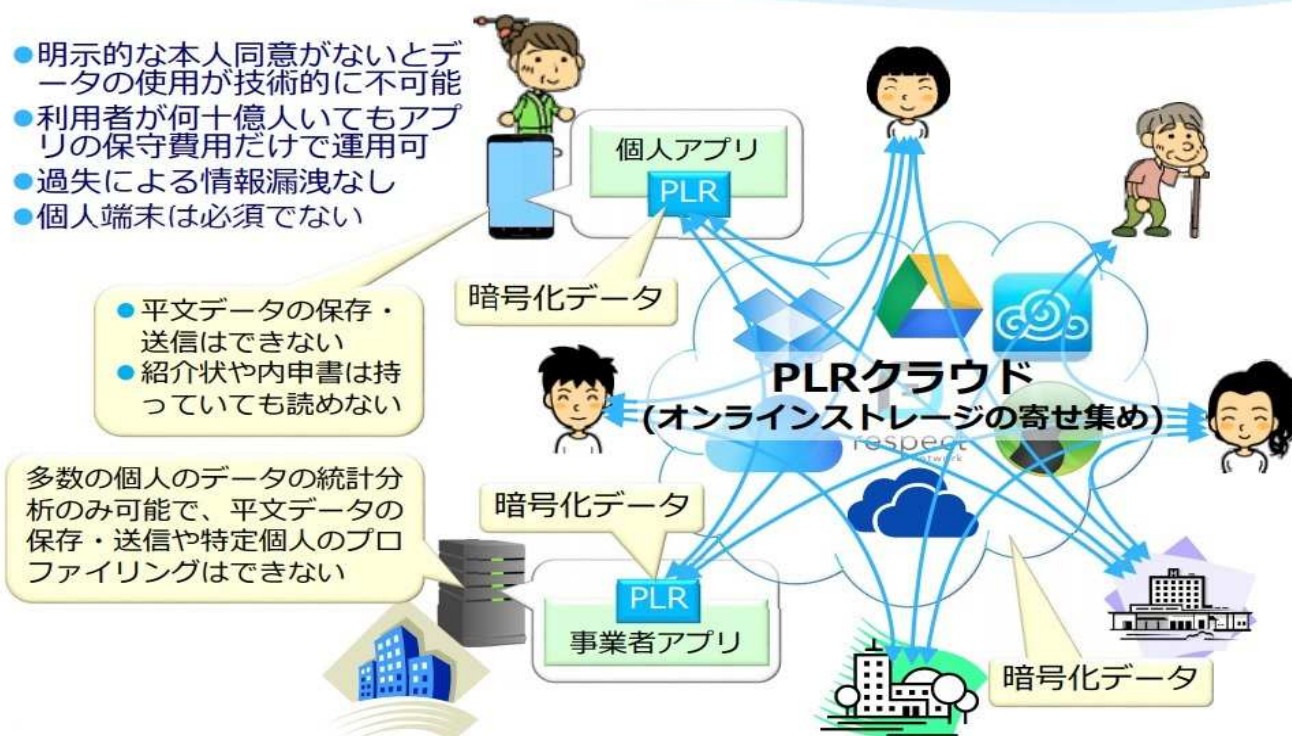 ●明示的な本人同意がないとデ
ータの使用が技術的に不可能
●利用者が何十億人いてもアプ
リの保守費用だけで運用可
●過失による情報漏洩なし
●個人端末は必須でない
個人アプリ
PLR
暗号化データ
●平文データの保存・
送信はできない
●紹介状や内申書は持
っていても読めない
PLRクラウド
(オンラインストレージの寄せ集め)
respect
network
多数の個人のデータの統計分
析のみ可能で、平文データの
保存・送信や特定個人のプロ
ファイリングはできない
暗号化データ
PLR
事業者アプリ
H
暗号化データ